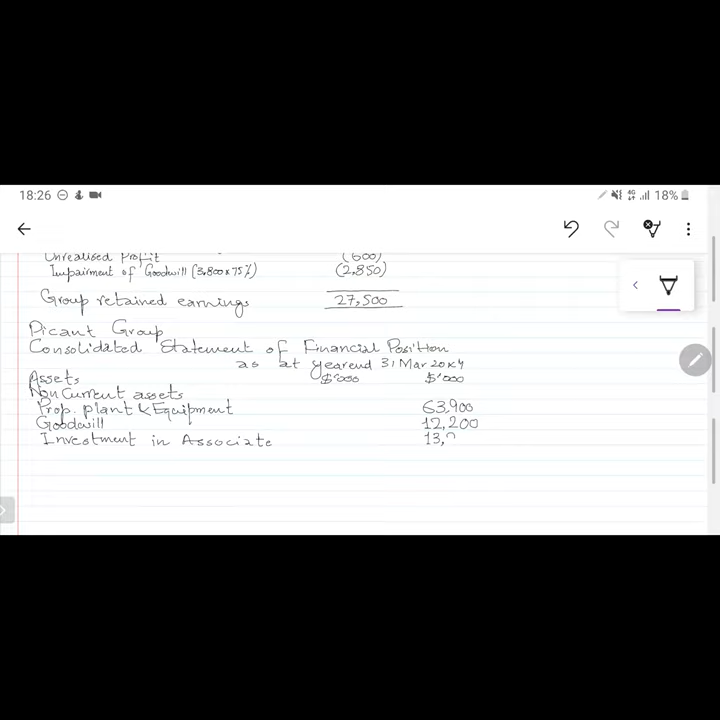 18:26 4G 18%
Unrealised Profit (600)
Impairment of Goodwill (3,800 x 75%) (2,850)
Group retained earnings 27,500
Picant Group
Consolidated Statement of Financial Position
as at yearend 31 Mar 20x4
Assets $'000 $'000
Non Current assets
Prop. plant & Equipment 63,900
Goodwill 12,200
Investment in Associate 13,